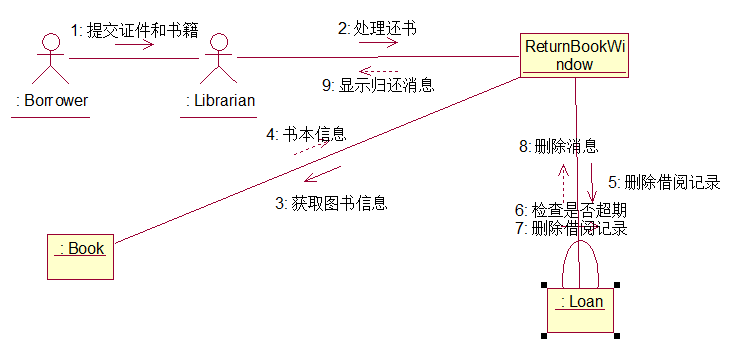 1: 提交证件和书籍
2: 处理还书
ReturnBookWi
ndow
: Borrower
: Librarian
9: 显示归还消息
4: 书本信息
3: 获取图书信息
8: 删除消息
5: 删除借阅记录
6: 检查是否超期
7: 删除借阅记录
: Book
: Loan